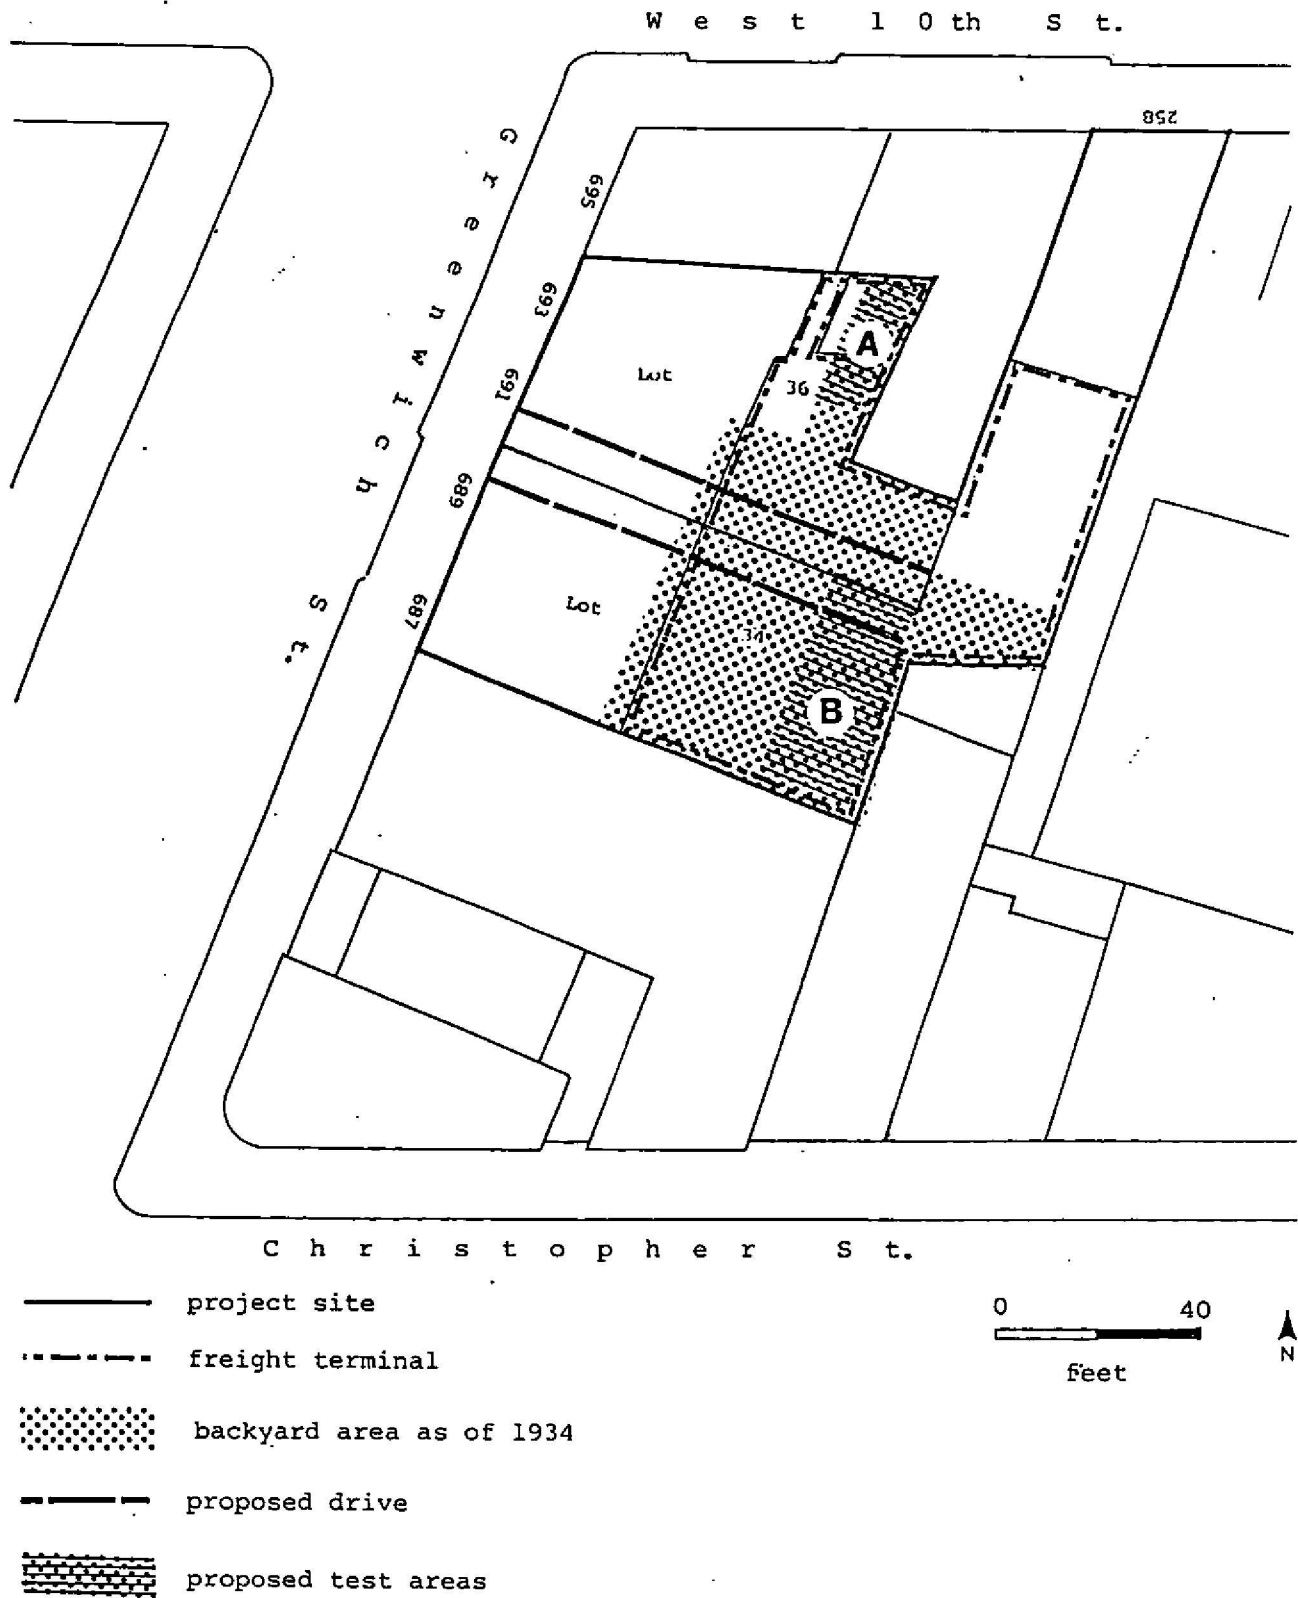 West 10th St.
258
Greenwich St.
695
693
691
689
687
Lot
36
A
Lot
34
B
Christopher St.
project site
freight terminal
backyard area as of 1934
proposed drive
proposed test areas
0 40
feet
N